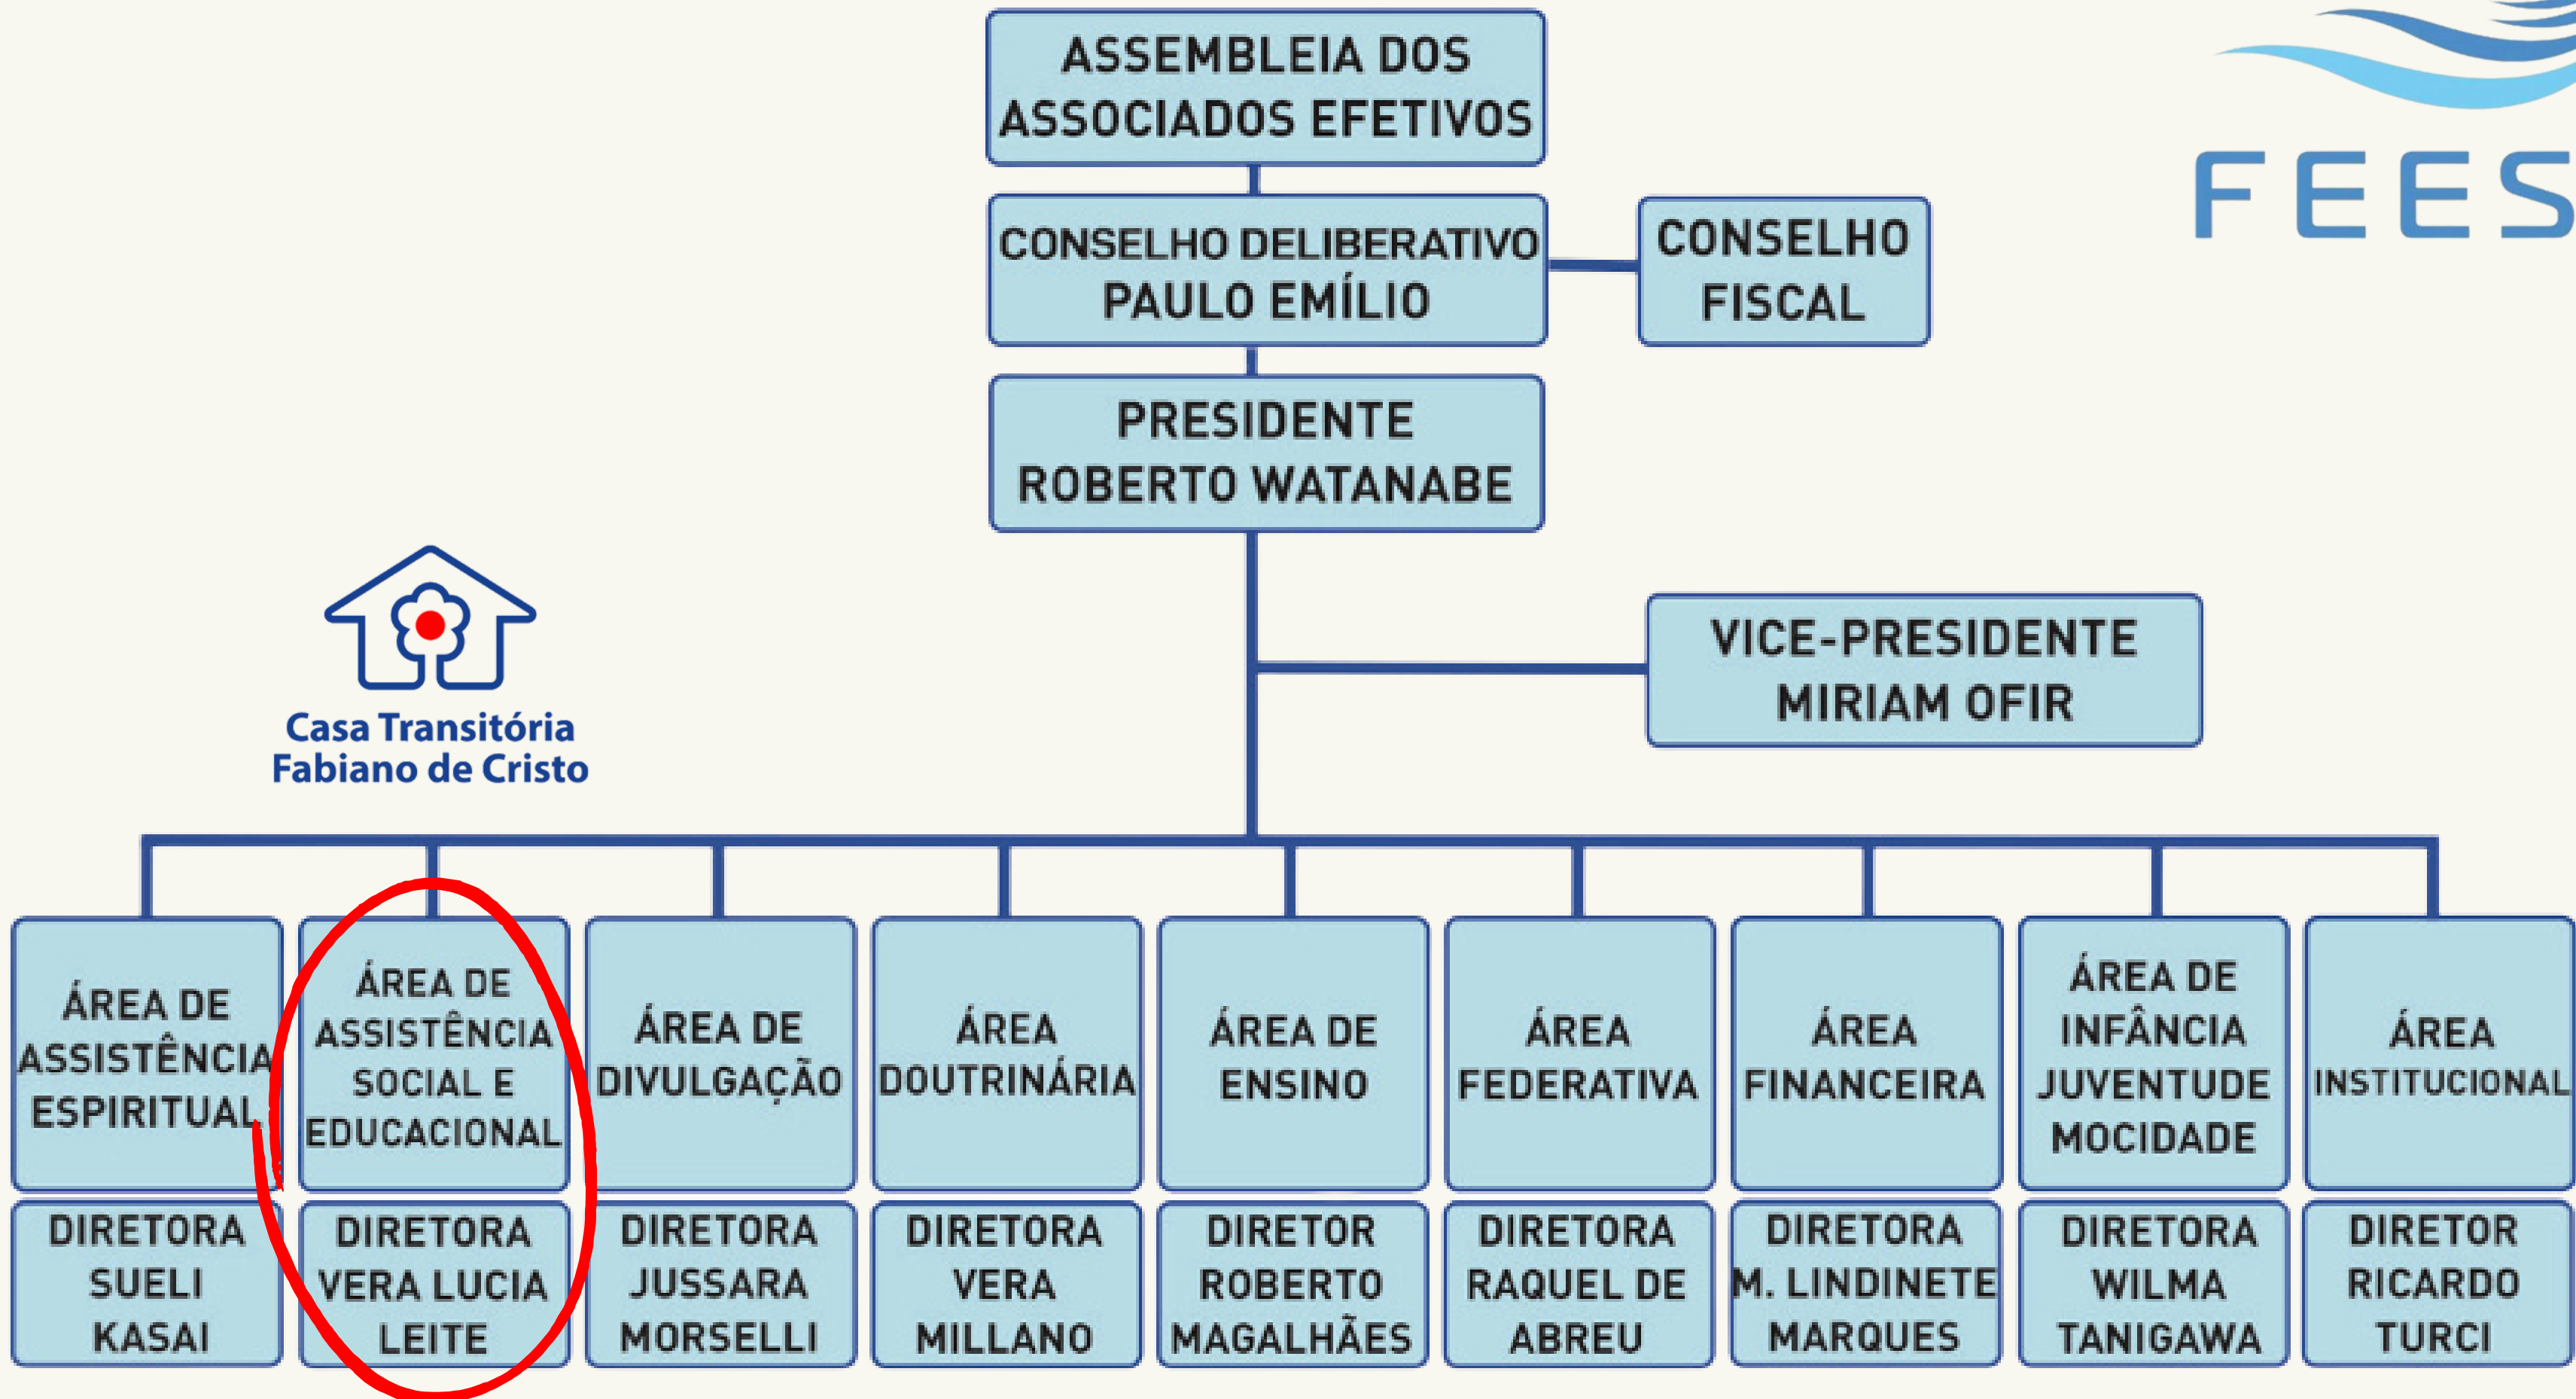 ASSEMBLEIA DOS
ASSOCIADOS EFETIVOS
FEES
CONSELHO DELIBERATIVO
PAULO EMÍLIO
CONSELHO
FISCAL
PRESIDENTE
ROBERTO WATANABE
VICE-PRESIDENTE
MIRIAM OFIR
Casa Transitória
Fabiano de Cristo
ÁREA DE
ASSISTÊNCIA
ESPIRITUAL
DIRETORA
SUELI
KASAI
ÁREA DE
ASSISTÊNCIA
SOCIAL E
EDUCACIONAL
DIRETORA
VERA LUCIA
LEITE
ÁREA DE
DIVULGAÇÃO
DIRETORA
JUSSARA
MORSELLI
ÁREA
DOUTRINÁRIA
DIRETORA
VERA
MILLANO
ÁREA DE
ENSINO
DIRETOR
ROBERTO
MAGALHÃES
ÁREA
FEDERATIVA
DIRETORA
RAQUEL DE
ABREU
ÁREA
FINANCEIRA
DIRETORA
M. LINDINETE
MARQUES
ÁREA DE
INFÂNCIA
JUVENTUDE
MOCIDADE
DIRETORA
WILMA
TANIGAWA
ÁREA
INSTITUCIONAL
DIRETOR
RICARDO
TURCI